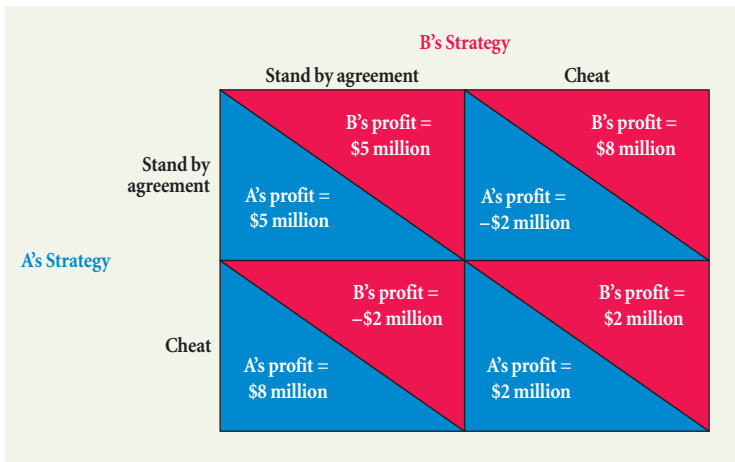 B's Strategy
Stand by agreement
Cheat
Stand by
agreement
B's profit =
$5 million
A's profit =
$5 million
B's profit =
$8 million
A's profit =
–$2 million
A's Strategy
Cheat
B's profit =
–$2 million
A's profit =
$8 million
B's profit =
$2 million
A's profit =
$2 million